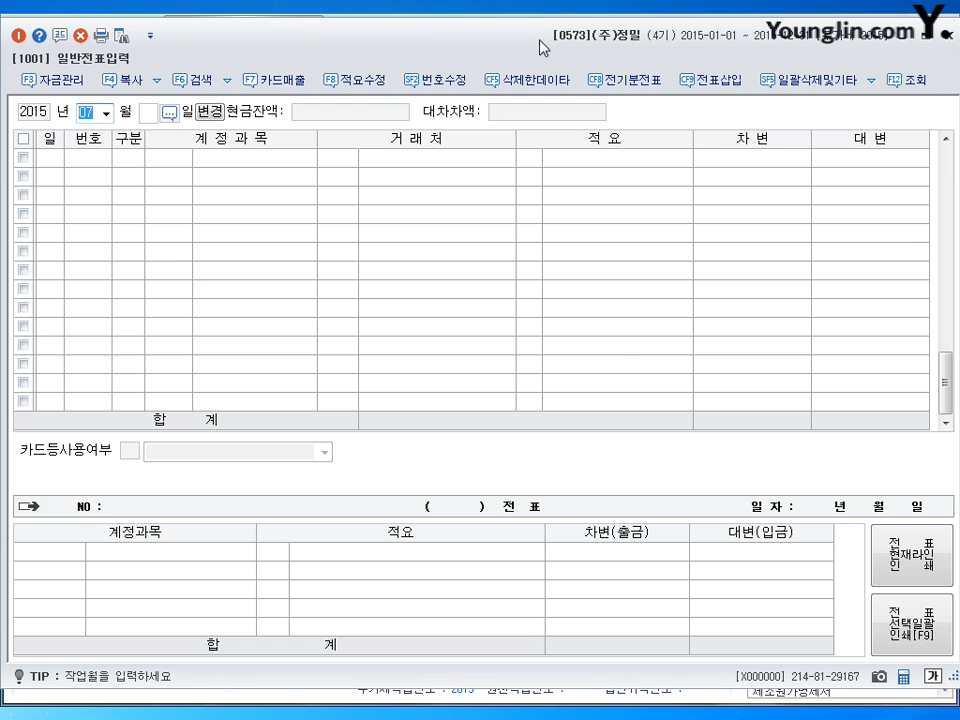 Younglin.com Y.
[0573](주)정밀 (4기) 2015-01-01 ~
[1001] 일반전표입력
F3 자금관리 F4 복사 F6 검색 F7 카드매출 F8 적요수정 SF2 번호수정 CF5 삭제한데이타 CF8 전기분전표 CF9 전표삽입 SF5 일괄삭제및기타 F12 조회
2015 년 07 월 일 변경 현금잔액: 대차차액:
일 번호 구분 계 정 과 목 거 래 처 적 요 차 변 대 변
합 계
카드등사용여부
NO : ( ) 전 표 일 자 : 년 월 일
계정과목 적요 차변(출금) 대변(입금)
전 표
현재라인
인 쇄
전 표
선택일괄
인쇄[F9]
합 계
TIP : 작업월을 입력하세요 [X000000] 214-81-29167 가
2015
제조원가명세서